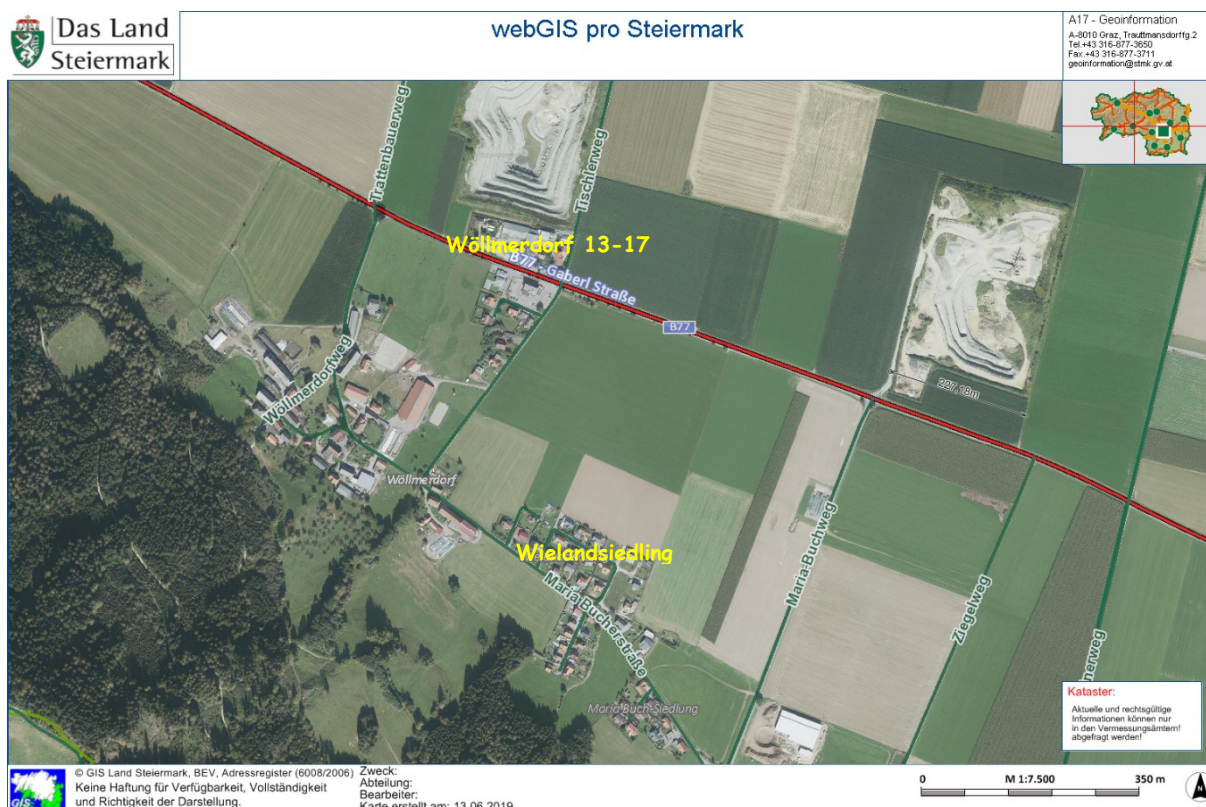 Das Land
Steiermark
webGIS pro Steiermark
A17 - Geoinformation
A-8010 Graz, Trauttmansdorffg.2
Tel.+43 316-877-3650
Fax.+43 316-877-3711
geoinformation@stmk.gv.at
Trattenbauerweg
Tischlerweg
Wöllmerdorf 13-17
B77 - Gaberl Straße
B77
Wöllmerdorfweg
227,18m
Wöllmerdorf
Wielandsiedling
Maria Bucherstraße
Maria-Buchweg
Ziegelweg
nerweg
Maria Buch-Siedlung
Kataster:
Aktuelle und rechtsgültige
Informationen können nur
in den Vermessungsämtern!
abgefragt werden!
GIS
© GIS Land Steiermark, BEV, Adressregister (6008/2006)
Keine Haftung für Verfügbarkeit, Vollständigkeit
und Richtigkeit der Darstellung.
Zweck:
Abteilung:
Bearbeiter:
Karte erstellt am: 13.06.2019
0 M 1:7.500 350 m
N